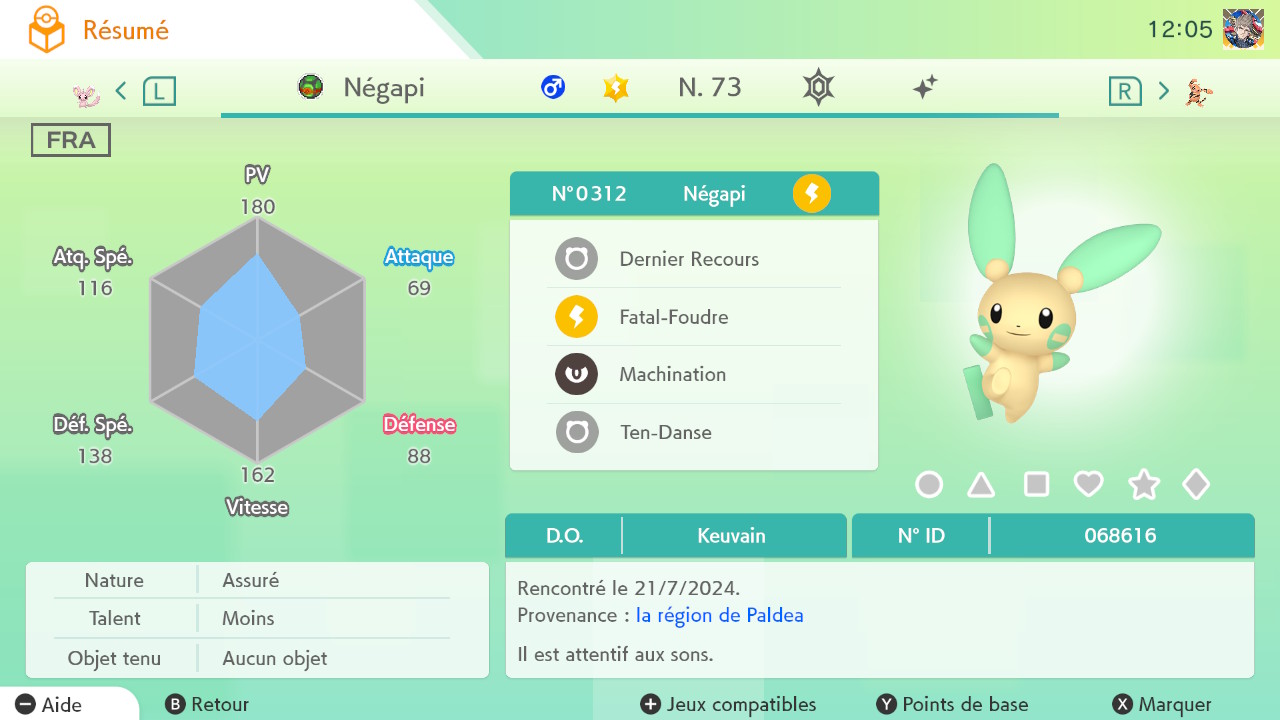 Résumé
12:05
L
Négapi
N. 73
R
FRA
PV
180
Atq. Spé.
116
Attaque
69
Déf. Spé.
138
Défense
88
162
Vitesse
N°0312 Négapi
Dernier Recours
Fatal-Foudre
Machination
Ten-Danse
D.O. Keuvain
N° ID 068616
Nature Assuré
Talent Moins
Objet tenu Aucun objet
Rencontré le 21/7/2024.
Provenance : la région de Paldea
Il est attentif aux sons.
Aide
B Retour
Jeux compatibles
Y Points de base
X Marquer